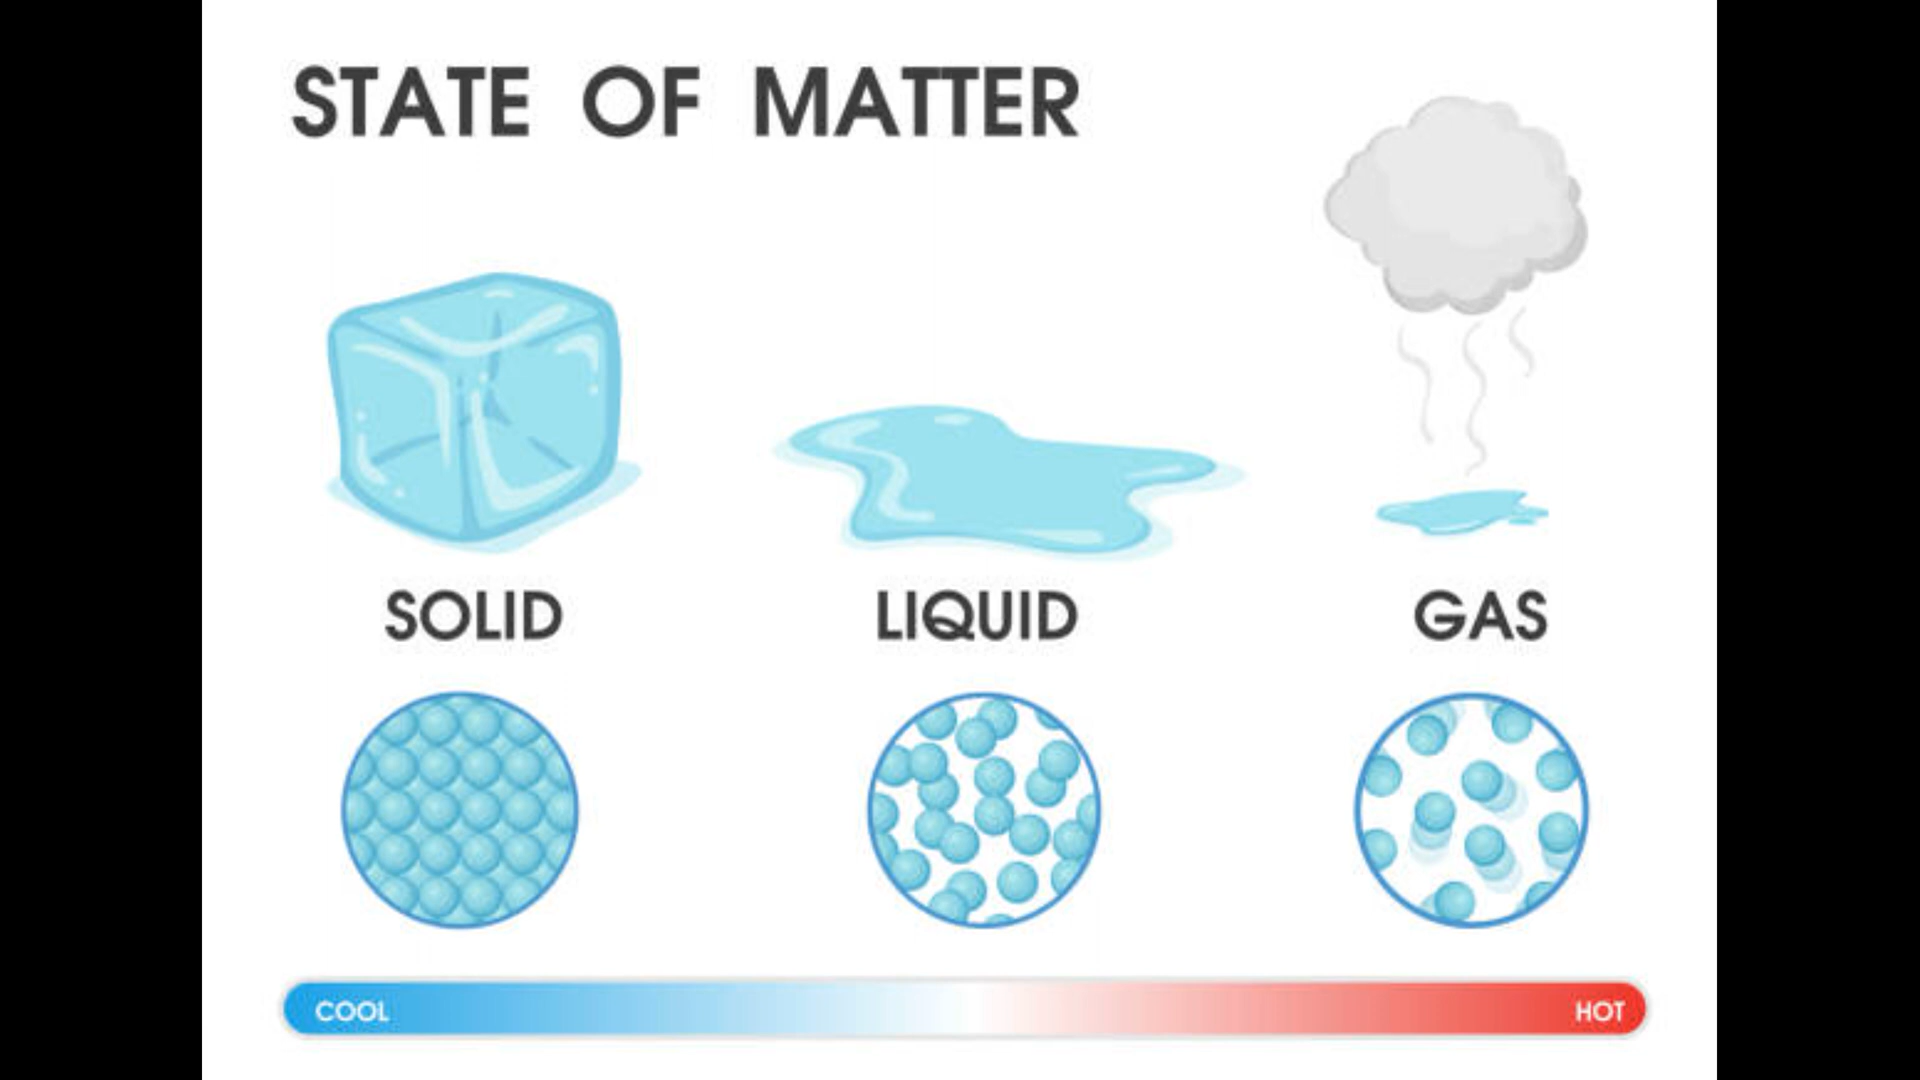 STATE OF MATTER
SOLID
LIQUID
GAS
COOL
HOT